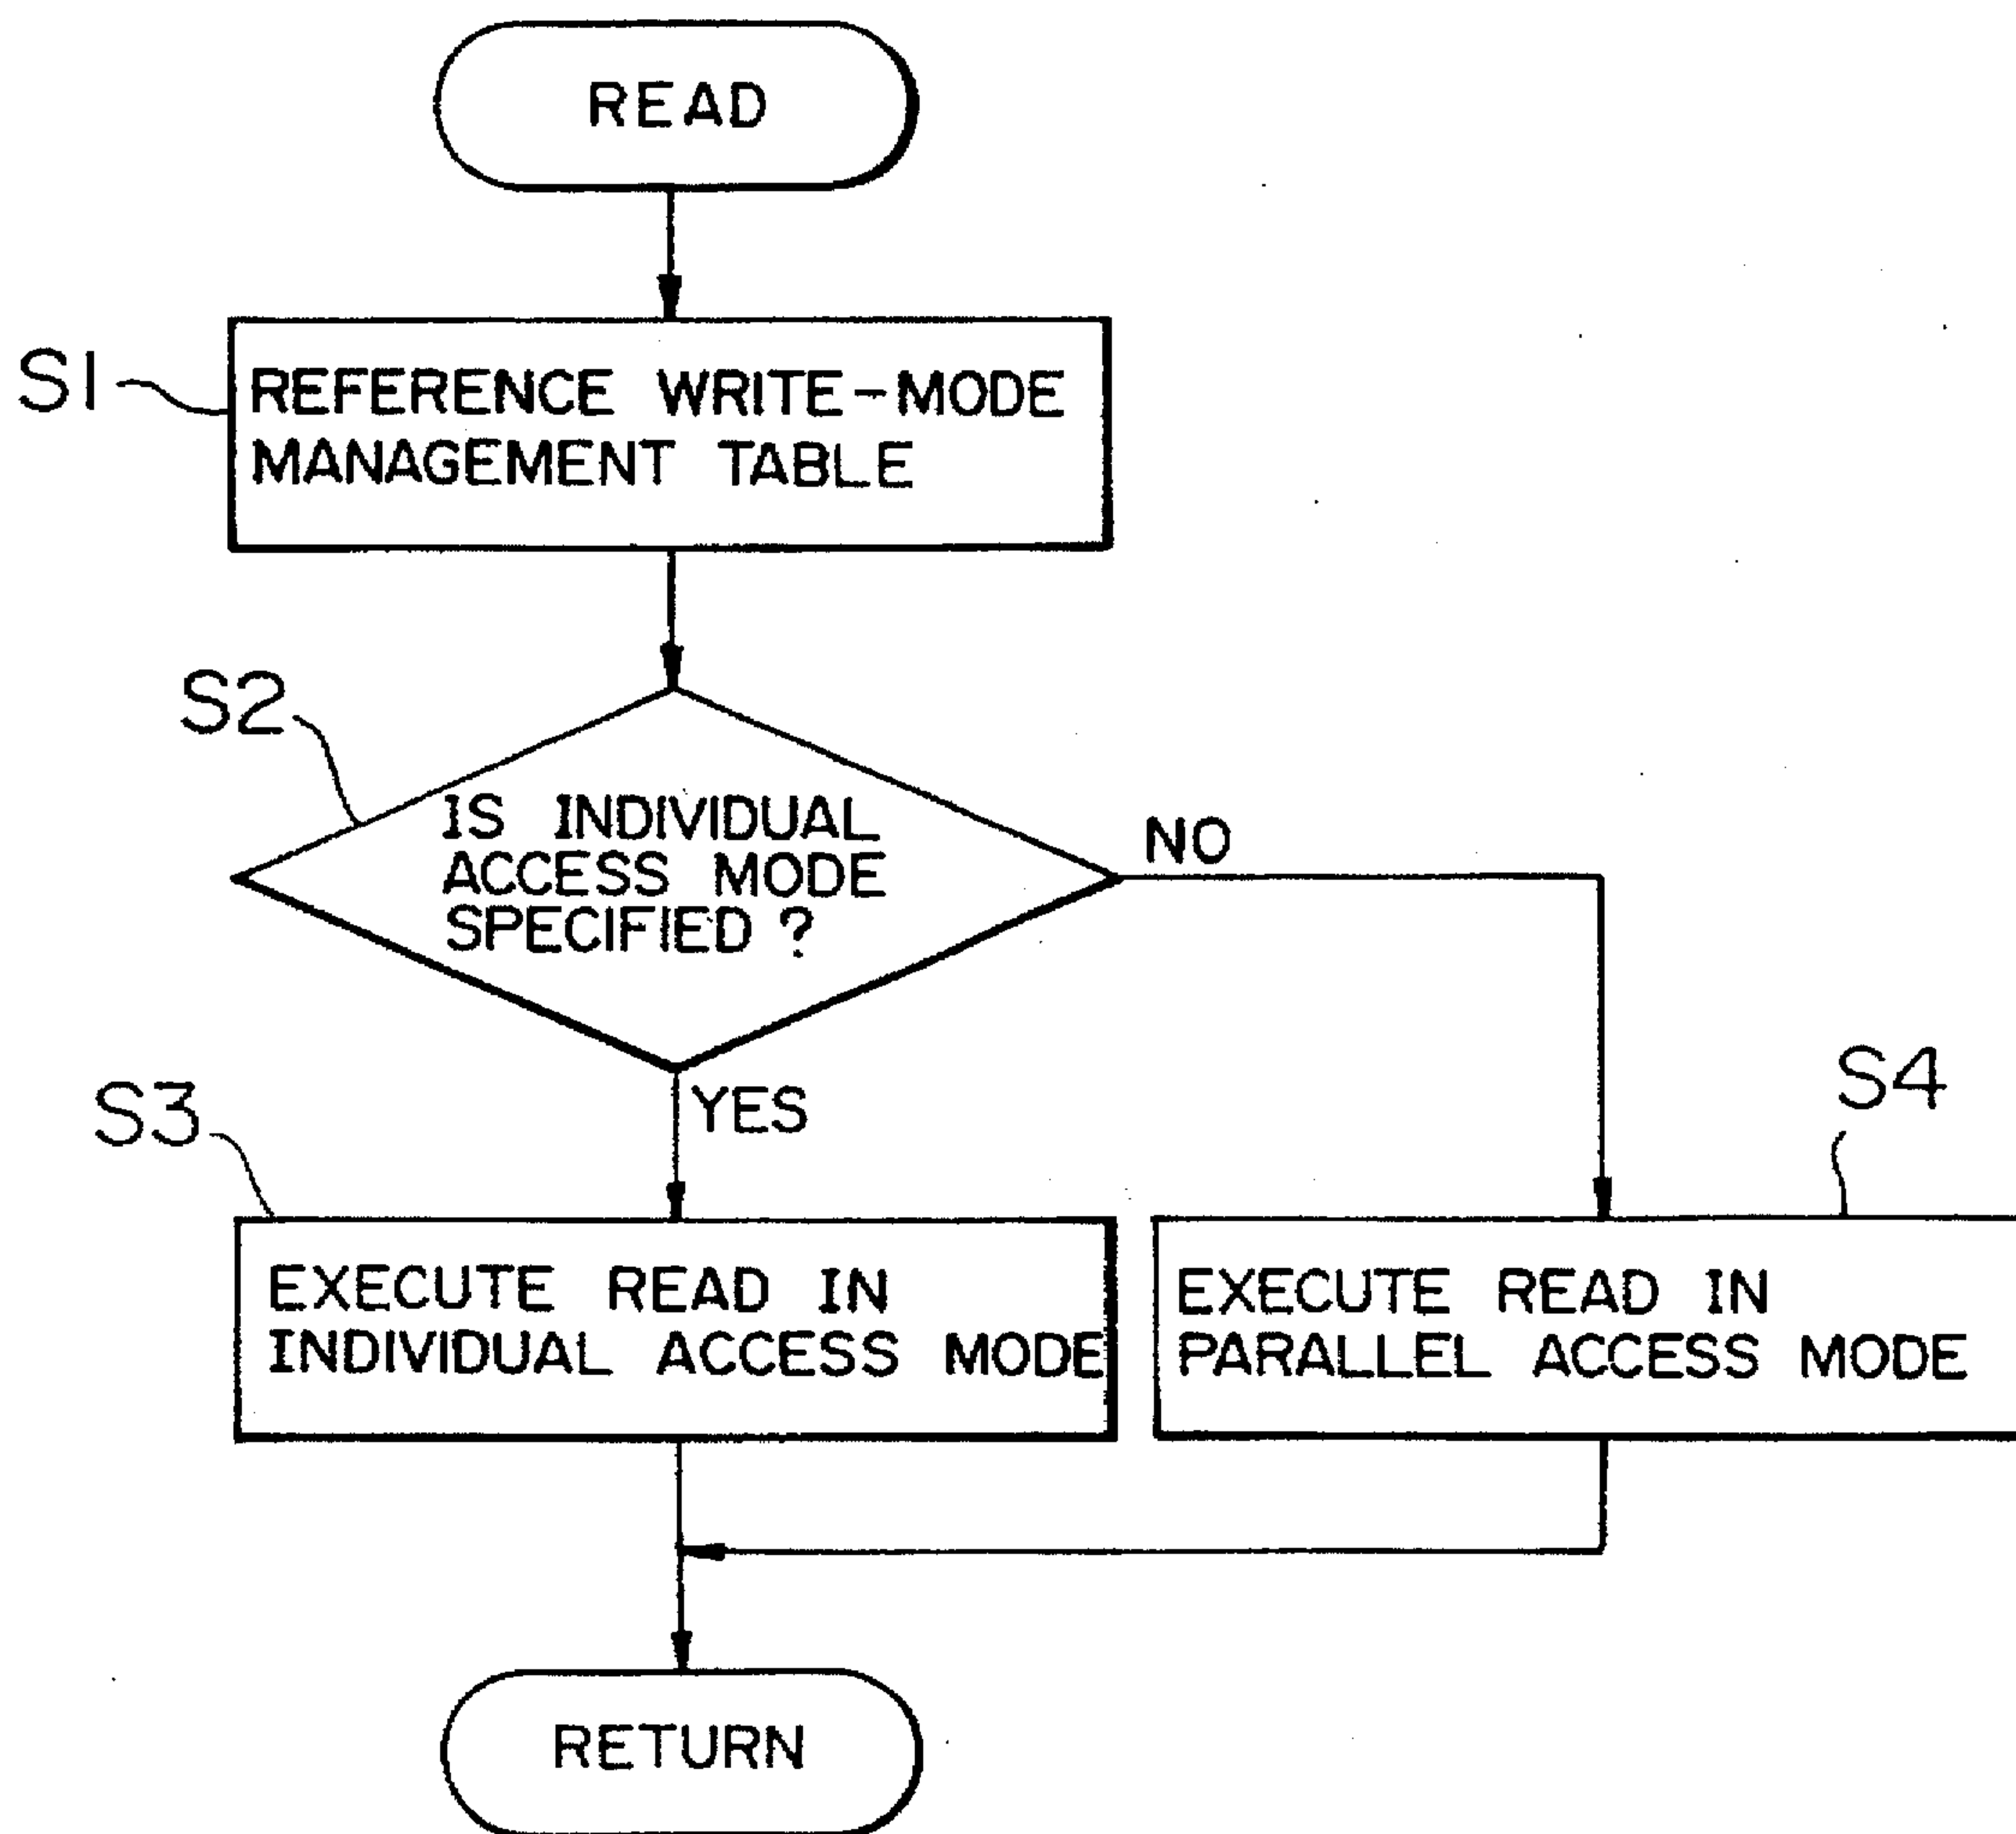 READ
S1
REFERENCE WRITE-MODE
MANAGEMENT TABLE
S2
IS INDIVIDUAL
ACCESS MODE
SPECIFIED ?
NO
YES
S3
EXECUTE READ IN
INDIVIDUAL ACCESS MODE
S4
EXECUTE READ IN
PARALLEL ACCESS MODE
RETURN